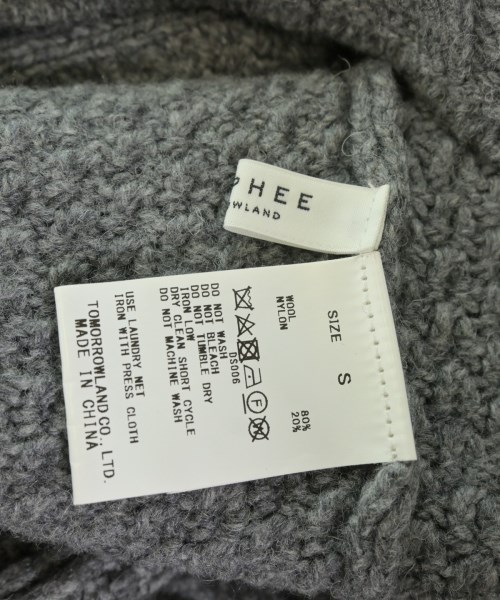 HEE
WLAND
SIZE S
WOOL 80%
NYLON 20%
DS006
DO NOT WASH
DO NOT BLEACH
DO NOT TUMBLE DRY
IRON LOW
DRY CLEAN SHORT CYCLE
DO NOT MACHINE WASH
USE LAUNDRY NET
IRON WITH PRESS CLOTH
TOMORROWLAND CO., LTD.
MADE IN CHINA